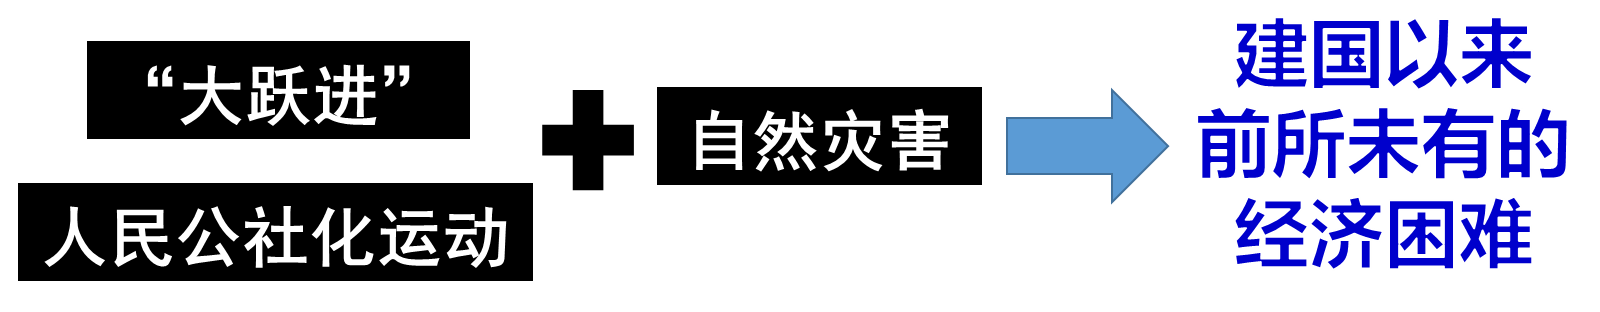 “大跃进”
人民公社化运动
自然灾害
建国以来
前所未有的
经济困难